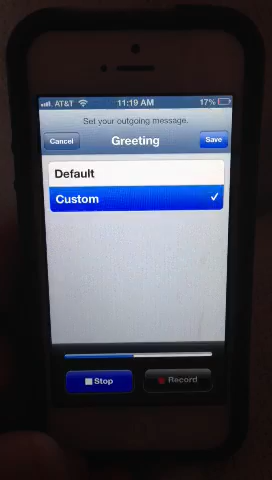 AT&T 11:19 AM 17%
Set your outgoing message.
Cancel Greeting Save
Default
Custom
Stop Record